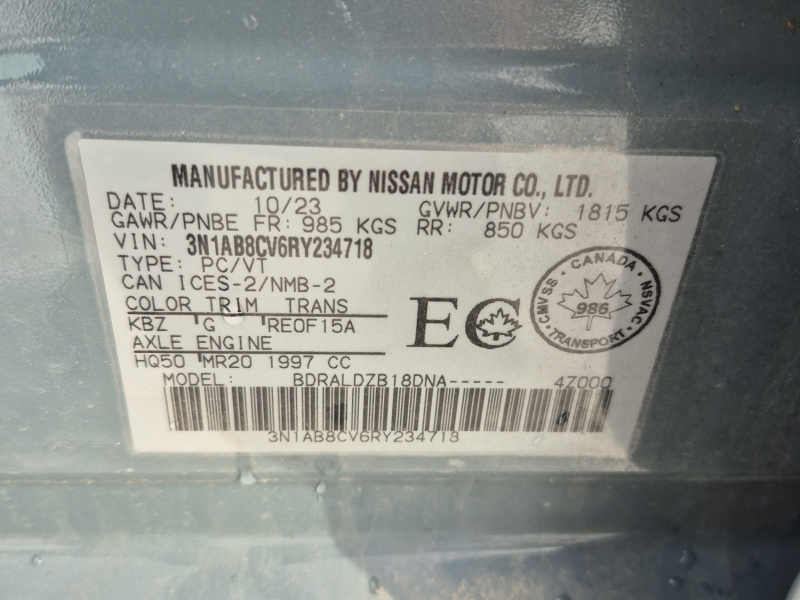 MANUFACTURED BY NISSAN MOTOR CO., LTD.
DATE: 10/23 GVWR/PNBV: 1815 KGS
GAWR/PNBE FR: 985 KGS RR: 850 KGS
VIN: 3N1AB8CV6RY234718
TYPE: PC/VT
CAN ICES-2/NMB-2
COLOR TRIM TRANS
KBZ G RE0F15A
AXLE ENGINE
HQ50 MR20 1997 CC
EC
CANADA
CMVSS 986 NSVAC
TRANSPORT
MODEL: BDRALDZB18DNA----- 4Z000
3N1AB8CV6RY234718